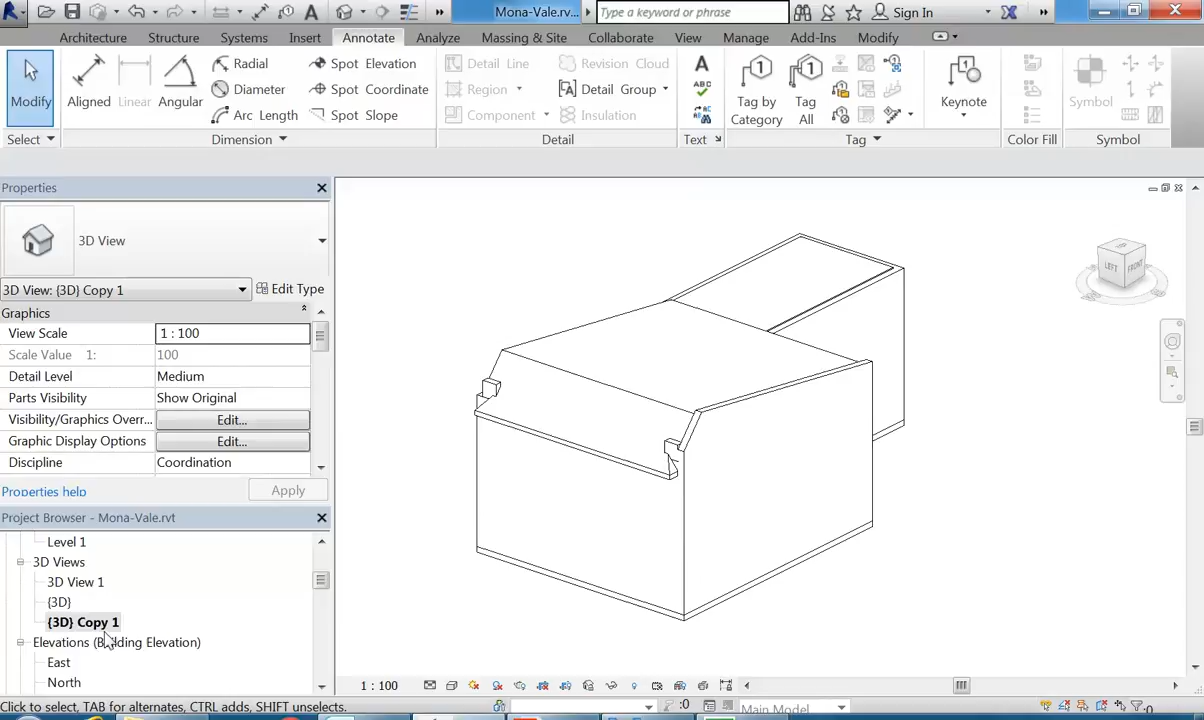 Mona-Vale.rv...
Type a keyword or phrase
Sign In
Architecture Structure Systems Insert Annotate Analyze Massing & Site Collaborate View Manage Add-Ins Modify
Modify Aligned Linear Angular Radial Spot Elevation Detail Line Revision Cloud
Diameter Spot Coordinate Region Detail Group
Arc Length Spot Slope Component Insulation
A ABC
Tag by Category Tag All Keynote Symbol
Select Dimension Detail Text Tag Color Fill Symbol
Properties
3D View
3D View: {3D} Copy 1 Edit Type
Graphics
View Scale 1 : 100
Scale Value 1: 100
Detail Level Medium
Parts Visibility Show Original
Visibility/Graphics Overr... Edit...
Graphic Display Options Edit...
Discipline Coordination
Properties help Apply
Project Browser - Mona-Vale.rvt
Level 1
3D Views
3D View 1
{3D}
{3D} Copy 1
Elevations (Building Elevation)
East
North
LEFT FRONT
1 : 100
Click to select, TAB for alternates, CTRL adds, SHIFT unselects.
:0
Main Model
:0